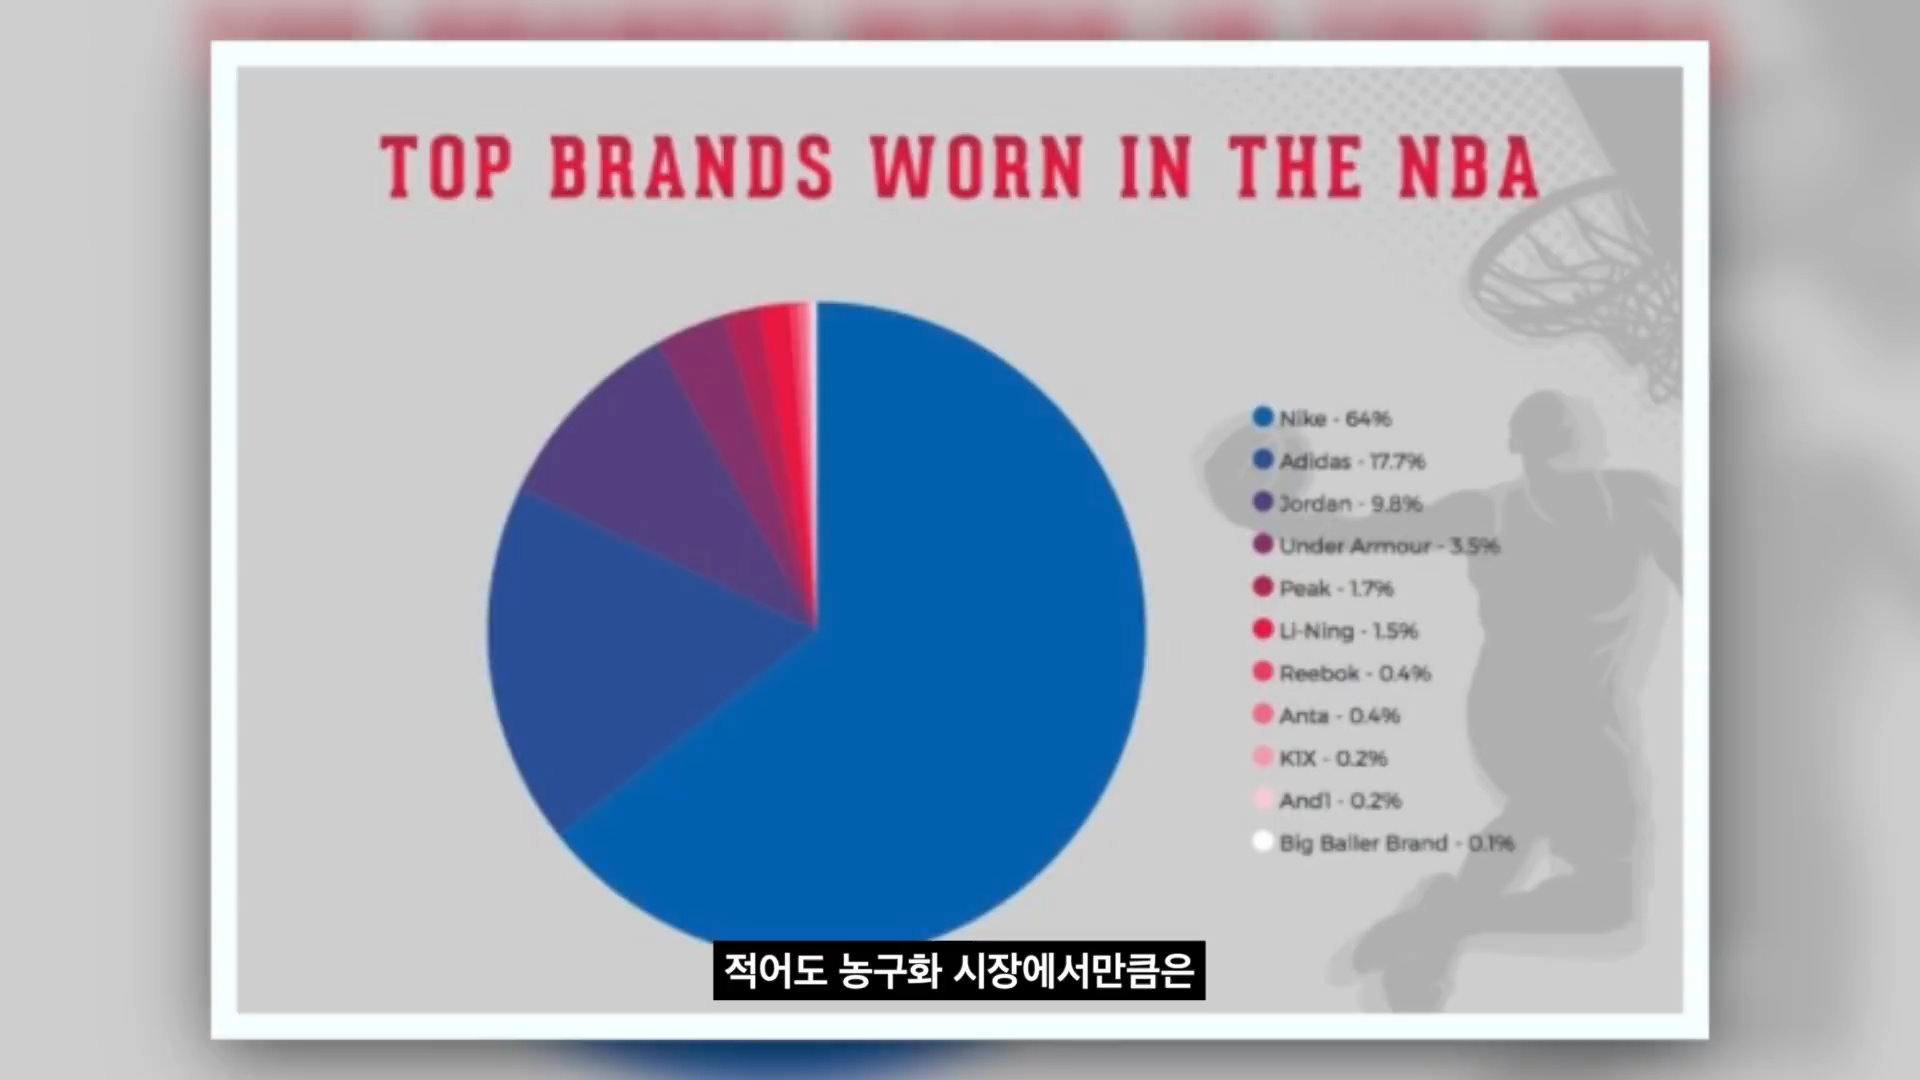 TOP BRANDS WORN IN THE NBA
Nike - 64%
Adidas - 17.7%
Jordan - 9.8%
Under Armour - 3.5%
Peak - 1.7%
Li-Ning - 1.5%
Reebok - 0.4%
Anta - 0.4%
K1X - 0.2%
And1 - 0.2%
Big Baller Brand - 0.1%
적어도 농구화 시장에서만큼은